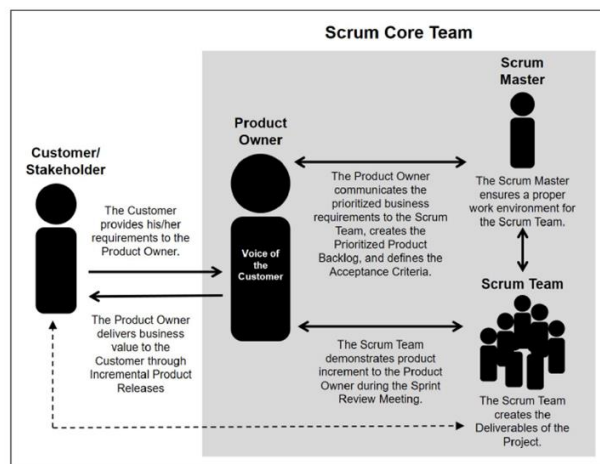 Scrum Core Team
Scrum
Master
Product
Owner
Customer/
Stakeholder
The Customer
provides his/her
requirements to the
Product Owner.
Voice of
the
Customer
The Product Owner
communicates the
prioritized business
requirements to the Scrum
Team, creates the
Prioritized Product
Backlog, and defines the
Acceptance Criteria.
The Scrum Master
ensures a proper
work environment for
the Scrum Team.
Scrum Team
The Product Owner
delivers business
value to the
Customer through
Incremental Product
Releases
The Scrum Team
demonstrates product
increment to the Product
Owner during the Sprint
Review Meeting.
The Scrum Team
creates the
Deliverables of the
Project.